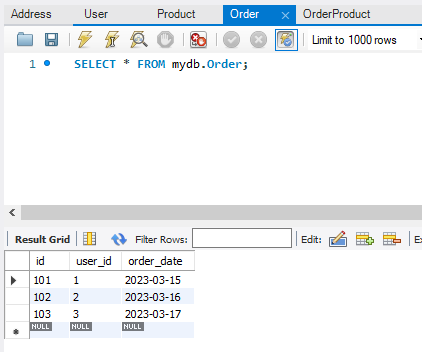 Address User Product Order OrderProduct
Limit to 1000 rows
1 SELECT * FROM mydb.Order;
Result Grid Filter Rows: Edit:
id user_id order_date
101 1 2023-03-15
102 2 2023-03-16
103 3 2023-03-17
NULL NULL NULL